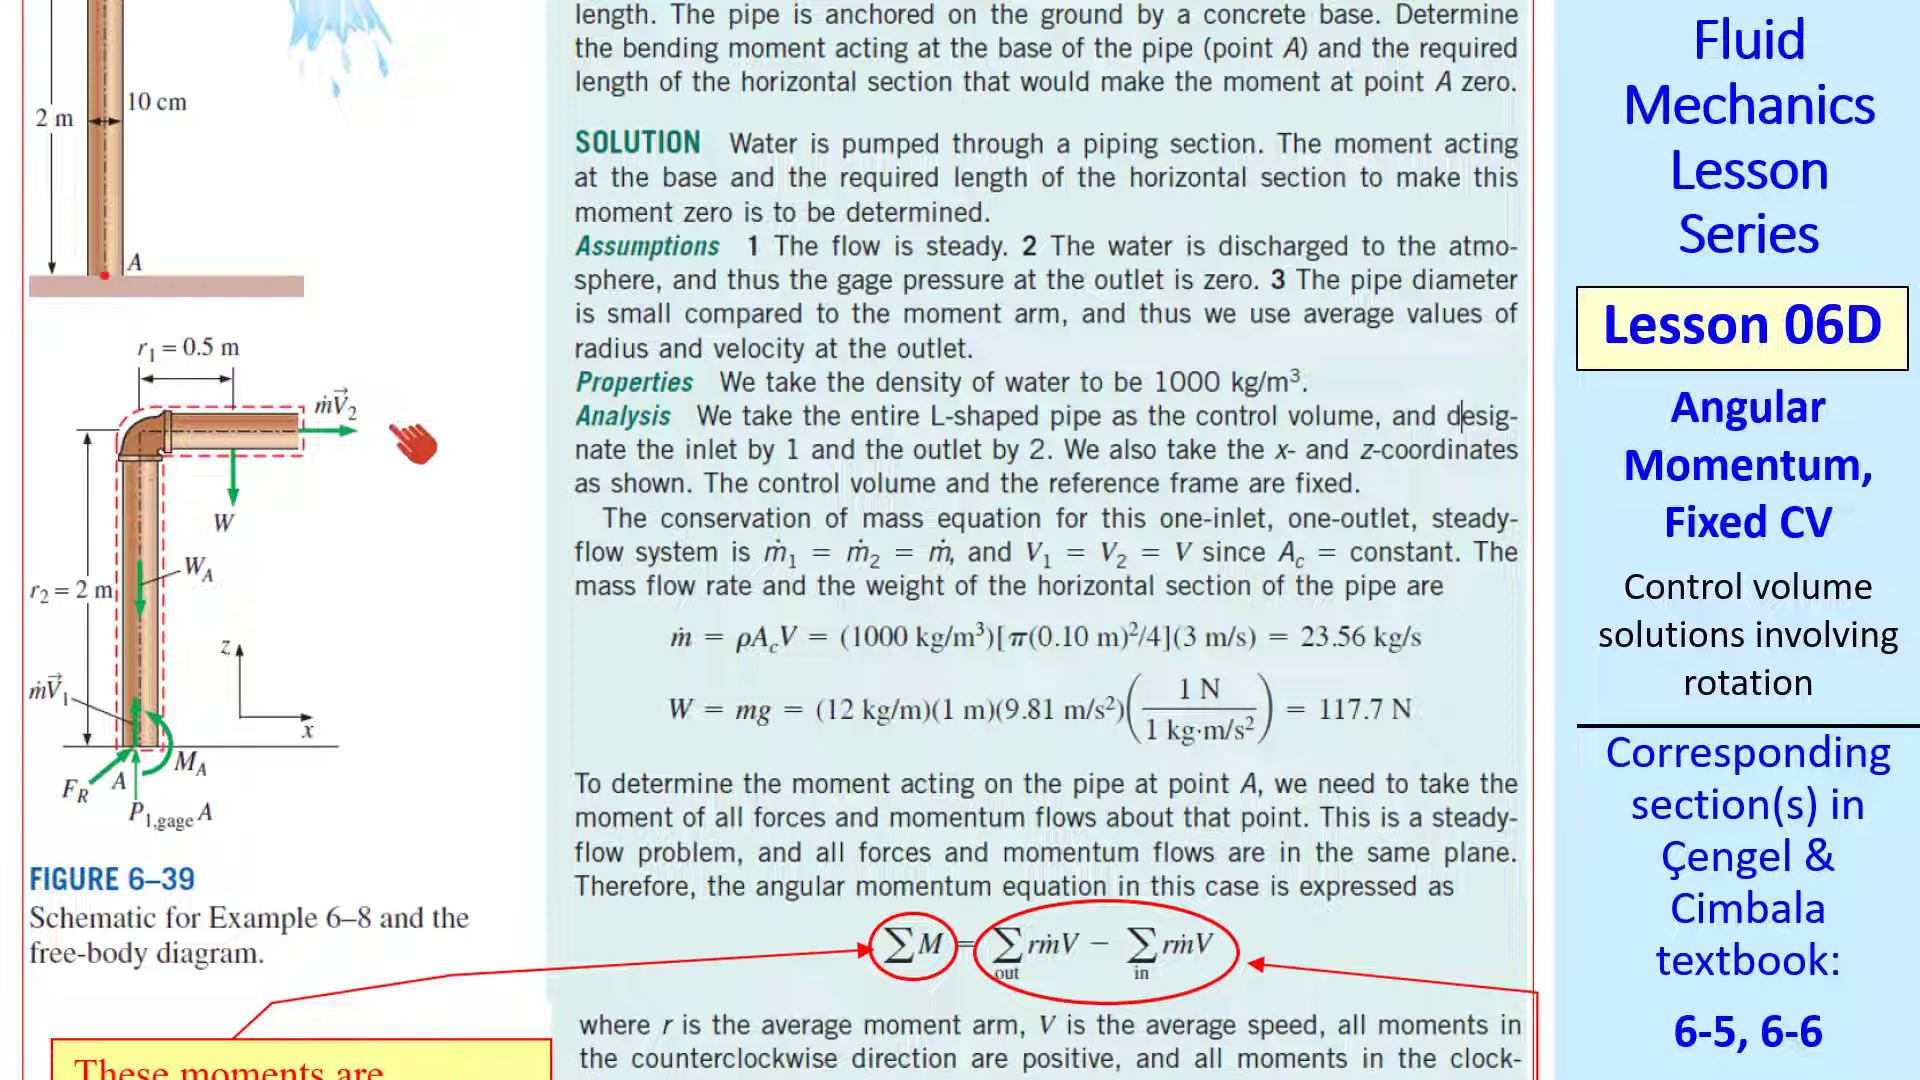 2 m
10 cm
A
r₁ = 0.5 m
ṁV⃗₂
W
W_A
r₂ = 2 m
z
x
ṁV⃗₁
M_A
F_R
A
P₁,gage A
FIGURE 6–39
Schematic for Example 6–8 and the
free-body diagram.
These moments are
length. The pipe is anchored on the ground by a concrete base. Determine
the bending moment acting at the base of the pipe (point A) and the required
length of the horizontal section that would make the moment at point A zero.
SOLUTION Water is pumped through a piping section. The moment acting
at the base and the required length of the horizontal section to make this
moment zero is to be determined.
Assumptions 1 The flow is steady. 2 The water is discharged to the atmo-
sphere, and thus the gage pressure at the outlet is zero. 3 The pipe diameter
is small compared to the moment arm, and thus we use average values of
radius and velocity at the outlet.
Properties We take the density of water to be 1000 kg/m³.
Analysis We take the entire L-shaped pipe as the control volume, and desig-
nate the inlet by 1 and the outlet by 2. We also take the x- and z-coordinates
as shown. The control volume and the reference frame are fixed.
The conservation of mass equation for this one-inlet, one-outlet, steady-
flow system is ṁ₁ = ṁ₂ = ṁ, and V₁ = V₂ = V since A_c = constant. The
mass flow rate and the weight of the horizontal section of the pipe are
ṁ = ρA_cV = (1000 kg/m³)[π(0.10 m)²/4](3 m/s) = 23.56 kg/s
W = mg = (12 kg/m)(1 m)(9.81 m/s²)(1 N / 1 kg·m/s²) = 117.7 N
To determine the moment acting on the pipe at point A, we need to take the
moment of all forces and momentum flows about that point. This is a steady-
flow problem, and all forces and momentum flows are in the same plane.
Therefore, the angular momentum equation in this case is expressed as
∑M = ∑rṁV − ∑rṁV
out in
where r is the average moment arm, V is the average speed, all moments in
the counterclockwise direction are positive, and all moments in the clock-
Fluid
Mechanics
Lesson
Series
Lesson 06D
Angular
Momentum,
Fixed CV
Control volume
solutions involving
rotation
Corresponding
section(s) in
Çengel &
Cimbala
textbook:
6-5, 6-6